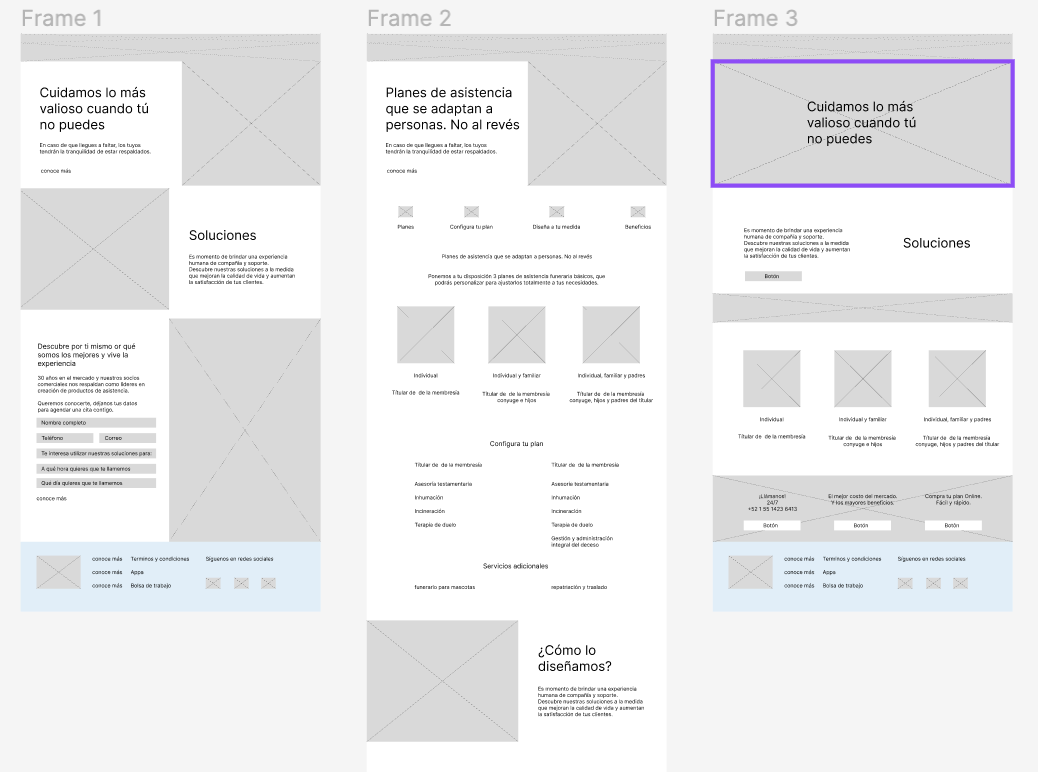 Frame 1
Cuidamos lo más
valioso cuando tú
no puedes
En caso de que llegues a faltar, los tuyos
tendrán la tranquilidad de estar respaldados.
conoce más
Soluciones
Es momento de brindar una experiencia
humana de compañía y soporte.
Descubre nuestras soluciones a la medida
que mejoran la calidad de vida y aumentan
la satisfacción de tus clientes.
Descubre por ti mismo or qué
somos los mejores y vive la
experiencia
30 años en el mercado y nuestros socios
comerciales nos respaldan como líderes en
creación de productos de asistencia.
Queremos conocerte, déjanos tus datos
para agendar una cita contigo.
Nombre completo
Teléfono
Correo
Te interesa utilizar nuestras soluciones para:
A qué hora quieres que te llamemos
Qué día quieres que te llamemos
conoce más
conoce más Terminos y condiciones Síguenos en redes sociales
conoce más Apps
conoce más Bolsa de trabajo
Frame 2
Planes de asistencia
que se adaptan a
personas. No al revés
En caso de que llegues a faltar, los tuyos
tendrán la tranquilidad de estar respaldados.
conoce más
Planes Configura tu plan Diseña a tu medida Beneficios
Planes de asistencia que se adaptan a personas. No al revés
Ponemos a tu disposición 3 planes de asistencia funeraria básicos, que
podrás personalizar para ajustarlos totalmente a tus necesidades.
Individual
Títular de de la membresía
Individual y familiar
Títular de de la membresía
conyuge e hijos
Individual, familiar y padres
Títular de de la membresía
conyuge, hijos y padres del títular
Configura tu plan
Títular de de la membresía
Asesoría testamentaria
Inhumación
Incineración
Terapia de duelo
Títular de de la membresía
Asesoría testamentaria
Inhumación
Incineración
Terapia de duelo
Gestión y administración
integral del deceso
Servicios adicionales
funerario para mascotas
repatriación y traslado
¿Cómo lo
diseñamos?
Es momento de brindar una experiencia
humana de compañía y soporte.
Descubre nuestras soluciones a la medida
que mejoran la calidad de vida y aumentan
la satisfacción de tus clientes.
Frame 3
Cuidamos lo más
valioso cuando tú
no puedes
Es momento de brindar una experiencia
humana de compañía y soporte.
Descubre nuestras soluciones a la medida
que mejoran la calidad de vida y aumentan
la satisfacción de tus clientes.
Botón
Soluciones
Individual
Títular de de la membresía
Individual y familiar
Títular de de la membresía
conyuge e hijos
Individual, familiar y padres
Títular de de la membresía
conyuge, hijos y padres del títular
¡Llámanos!
24/7
+52 1 55 1423 6413
Botón
El mejor costo del mercado.
Y los mayores beneficios.
Botón
Compra tu plan Online.
Fácil y rápido.
Botón
conoce más Terminos y condiciones Síguenos en redes sociales
conoce más Apps
conoce más Bolsa de trabajo